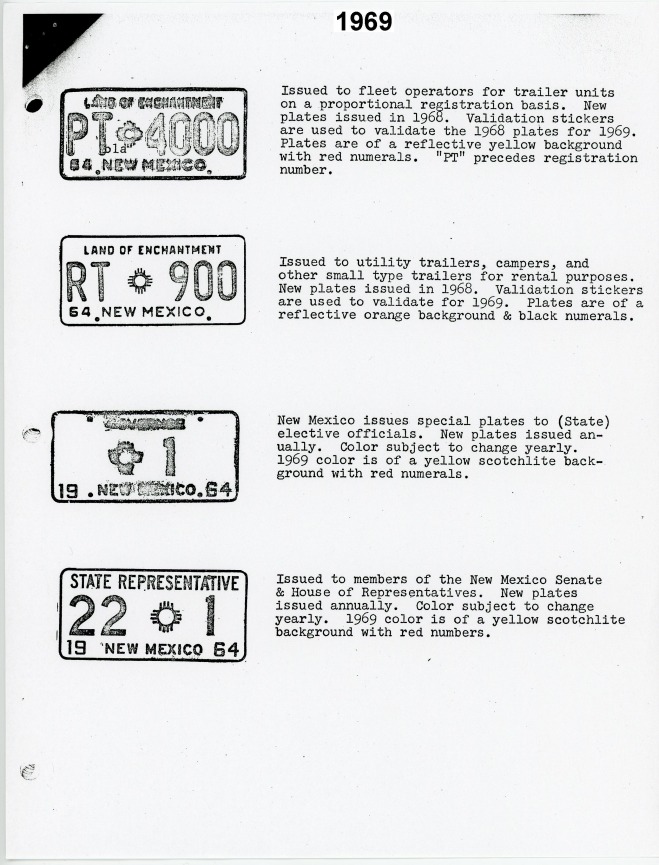 1969
LAND OF ENCHANTMENT
PT 4000
old
64 NEW MEXICO
Issued to fleet operators for trailer units
on a proportional registration basis. New
plates issued in 1968. Validation stickers
are used to validate the 1968 plates for 1969.
Plates are of a reflective yellow background
with red numerals. "PT" precedes registration
number.
LAND OF ENCHANTMENT
RT 900
64 NEW MEXICO
Issued to utility trailers, campers, and
other small type trailers for rental purposes.
New plates issued in 1968. Validation stickers
are used to validate for 1969. Plates are of a
reflective orange background & black numerals.
GOVERNOR
1
19 NEW MEXICO 64
New Mexico issues special plates to (State)
elective officials. New plates issued an-
ually. Color subject to change yearly.
1969 color is of a yellow scotchlite back-
ground with red numerals.
STATE REPRESENTATIVE
22 1
19 NEW MEXICO 64
Issued to members of the New Mexico Senate
& House of Representatives. New plates
issued annually. Color subject to change
yearly. 1969 color is of a yellow scotchlite
background with red numbers.